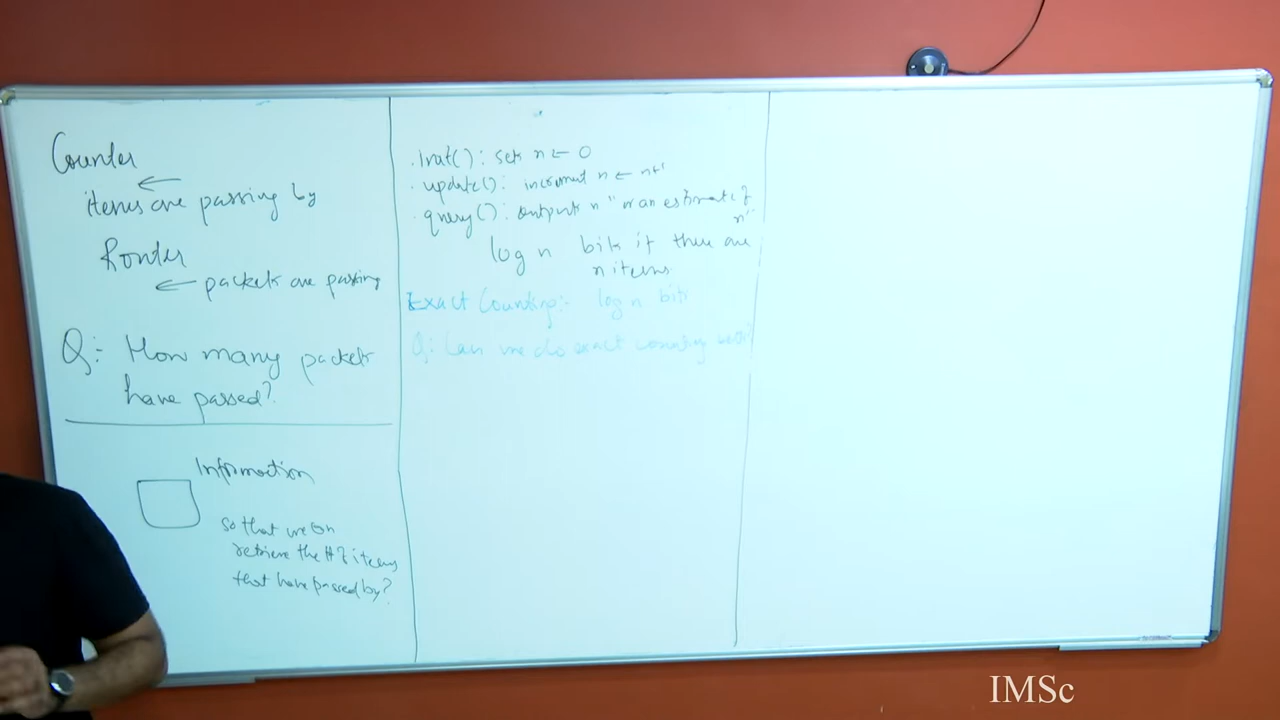 Counter
←
items are passing by
Router
← packets are passing
Q:- How many packets
have passed?
Information
so that we can
retrieve the # of items
that have passed by?
. Init(): sets n ← 0
. update(): increment n ← n+1
. query(): outputs n "or an estimate of
n"
log n bits if there are
n items.
Exact Counting:- log n bits
Q:- Can we do exact counting with
IMSc